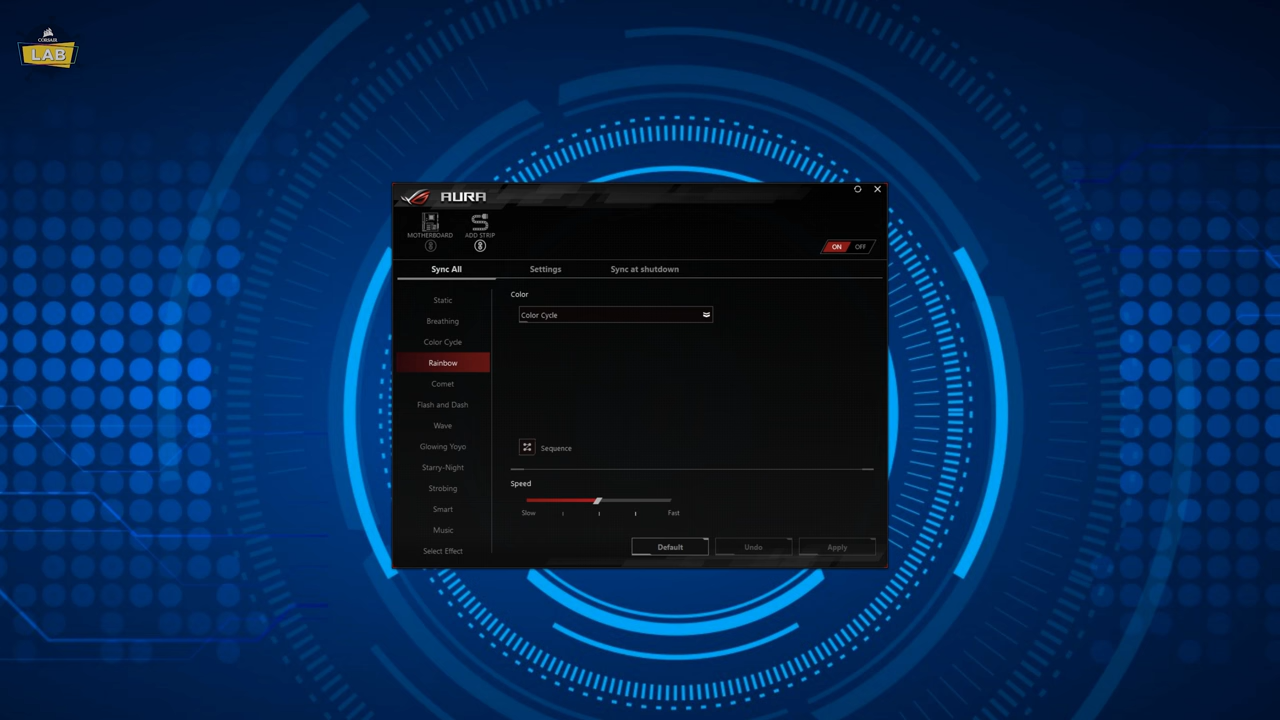 CORSAIR
LAB
AURA
MOTHERBOARD
ADD STRIP
ON OFF
Sync All
Settings
Sync at shutdown
Static
Breathing
Color Cycle
Rainbow
Comet
Flash and Dash
Wave
Glowing Yoyo
Starry-Night
Strobing
Smart
Music
Select Effect
Color
Color Cycle
Sequence
Speed
Slow
Fast
Default
Undo
Apply